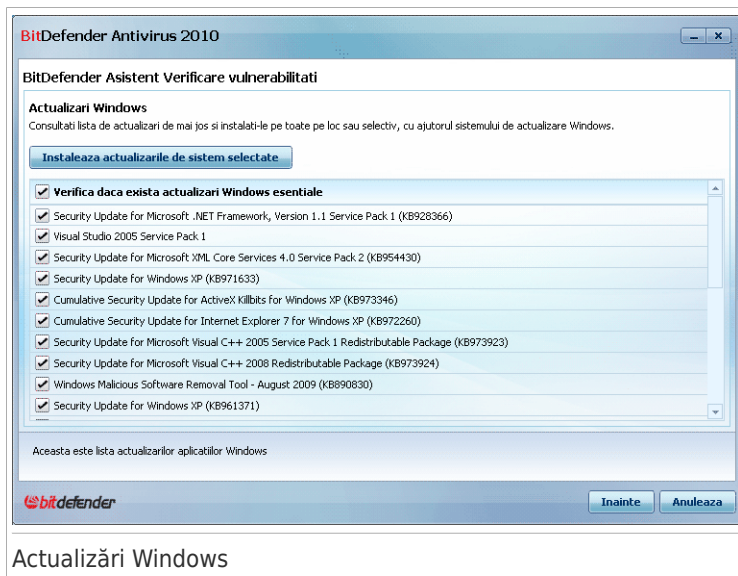 BitDefender Antivirus 2010
BitDefender Asistent Verificare vulnerabilitati
Actualizari Windows
Consultati lista de actualizari de mai jos si instalati-le pe toate pe loc sau selectiv, cu ajutorul sistemului de actualizare Windows.
Instaleaza actualizarile de sistem selectate
Verifica daca exista actualizari Windows esentiale
Security Update for Microsoft .NET Framework, Version 1.1 Service Pack 1 (KB928366)
Visual Studio 2005 Service Pack 1
Security Update for Microsoft XML Core Services 4.0 Service Pack 2 (KB954430)
Security Update for Windows XP (KB971633)
Cumulative Security Update for ActiveX Killbits for Windows XP (KB973346)
Cumulative Security Update for Internet Explorer 7 for Windows XP (KB972260)
Security Update for Microsoft Visual C++ 2005 Service Pack 1 Redistributable Package (KB973923)
Security Update for Microsoft Visual C++ 2008 Redistributable Package (KB973924)
Windows Malicious Software Removal Tool - August 2009 (KB890830)
Security Update for Windows XP (KB961371)
Aceasta este lista actualizarilor aplicatiilor Windows
bitdefender
Inainte
Anuleaza
Actualizări Windows